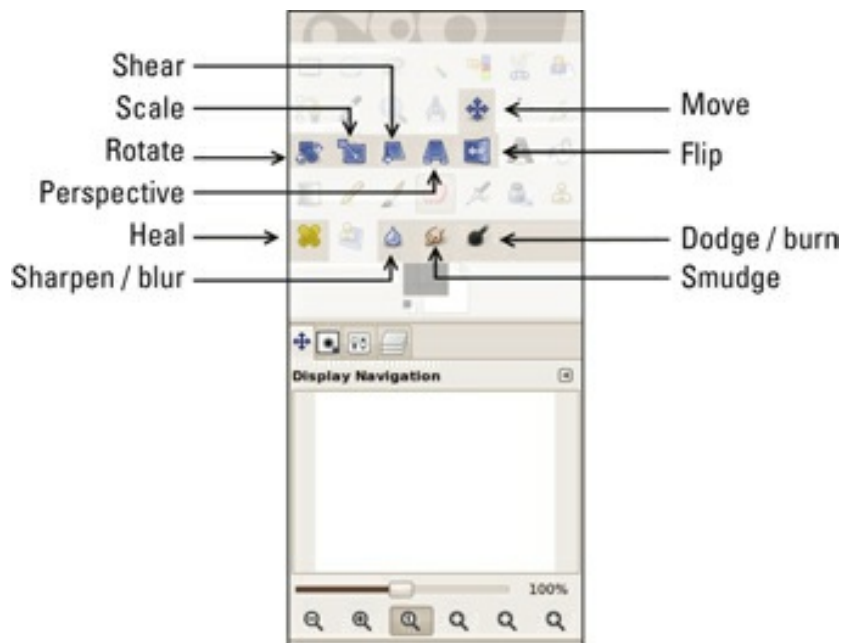 Shear
Scale
Rotate
Perspective
Heal
Sharpen / blur
Move
Flip
Dodge / burn
Smudge
Display Navigation
100%